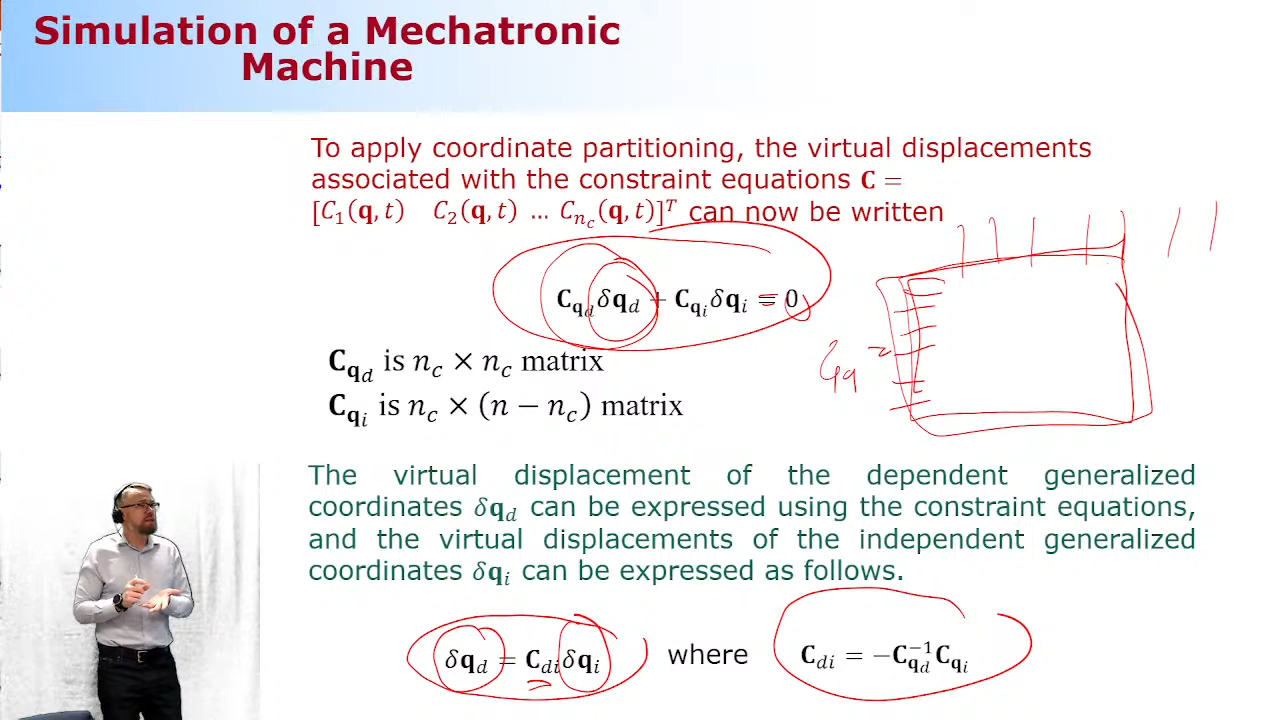 Simulation of a Mechatronic
Machine
To apply coordinate partitioning, the virtual displacements
associated with the constraint equations 𝐂 =
[𝐶₁(𝐪, 𝑡) 𝐶₂(𝐪, 𝑡) … 𝐶_{n_c}(𝐪, 𝑡)]ᵀ can now be written
𝐂_{𝐪_d}𝛿𝐪_d + 𝐂_{𝐪_i}𝛿𝐪_i = 0
𝐂_{𝐪_d} is n_c × n_c matrix
C_q
𝐂_{𝐪_i} is n_c × (n − n_c) matrix
The virtual displacement of the dependent generalized
coordinates 𝛿𝐪_d can be expressed using the constraint equations,
and the virtual displacements of the independent generalized
coordinates 𝛿𝐪_i can be expressed as follows.
𝛿𝐪_d = 𝐂_{di}𝛿𝐪_i where 𝐂_{di} = −𝐂_{𝐪_d}^{−1}𝐂_{𝐪_i}